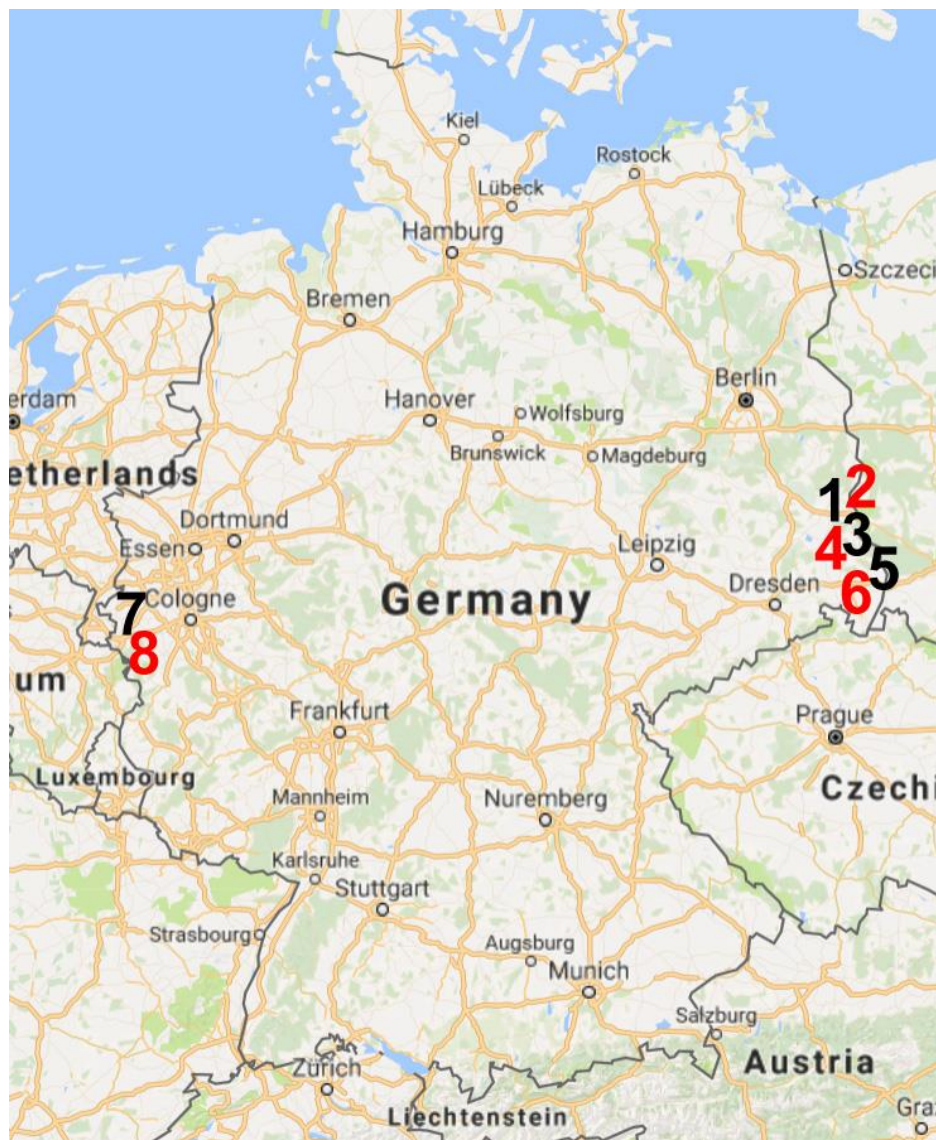 Kiel
Rostock
Lübeck
Hamburg
Szczeci
Bremen
Berlin
erdam
Hanover
Wolfsburg
Brunswick
Magdeburg
etherlands
1
2
Dortmund
3
Essen
4
Leipzig
5
Germany
Dresden
6
7
Cologne
8
um
Frankfurt
Prague
Luxembourg
Czechi
Mannheim
Nuremberg
Karlsruhe
Stuttgart
Strasbourg
Augsburg
Munich
Salzburg
Zürich
Austria
Liechtenstein
Graz